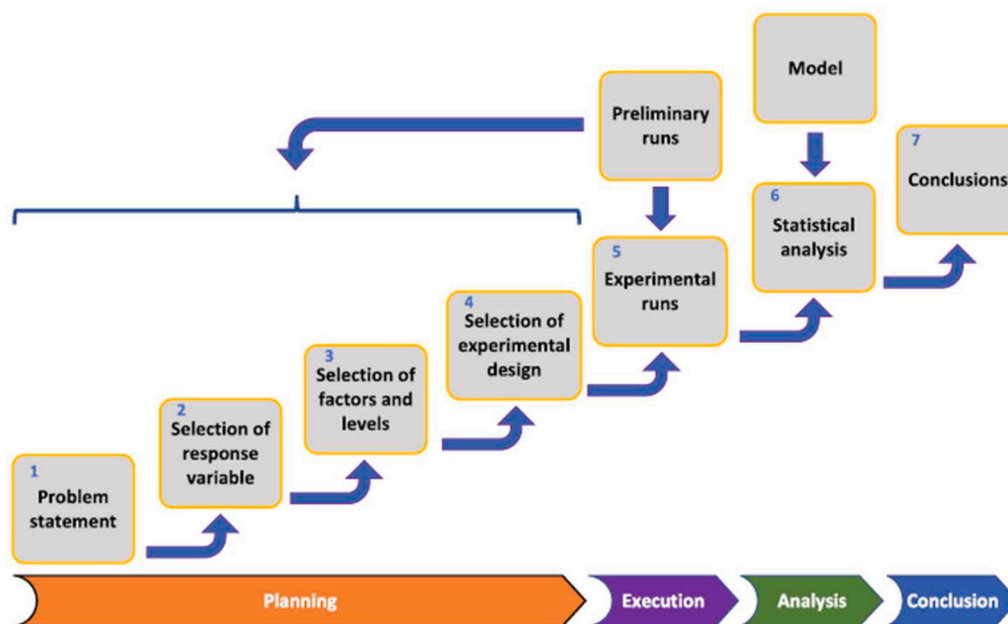 Model
Preliminary
runs
7
Conclusions
6
Statistical
analysis
5
Experimental
runs
4
Selection of
experimental
design
3
Selection of
factors and
levels
2
Selection of
response
variable
1
Problem
statement
Planning
Execution
Analysis
Conclusion